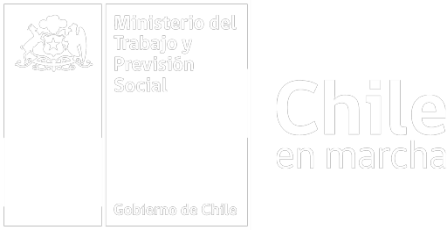 Ministerio del
Trabajo y
Previsión
Social
Gobierno de Chile
Chile
en marcha